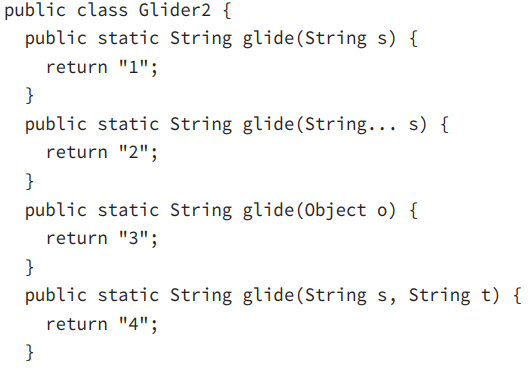 public class Glider2 {
  public static String glide(String s) {
    return "1";
  }
  public static String glide(String... s) {
    return "2";
  }
  public static String glide(Object o) {
    return "3";
  }
  public static String glide(String s, String t) {
    return "4";
  }